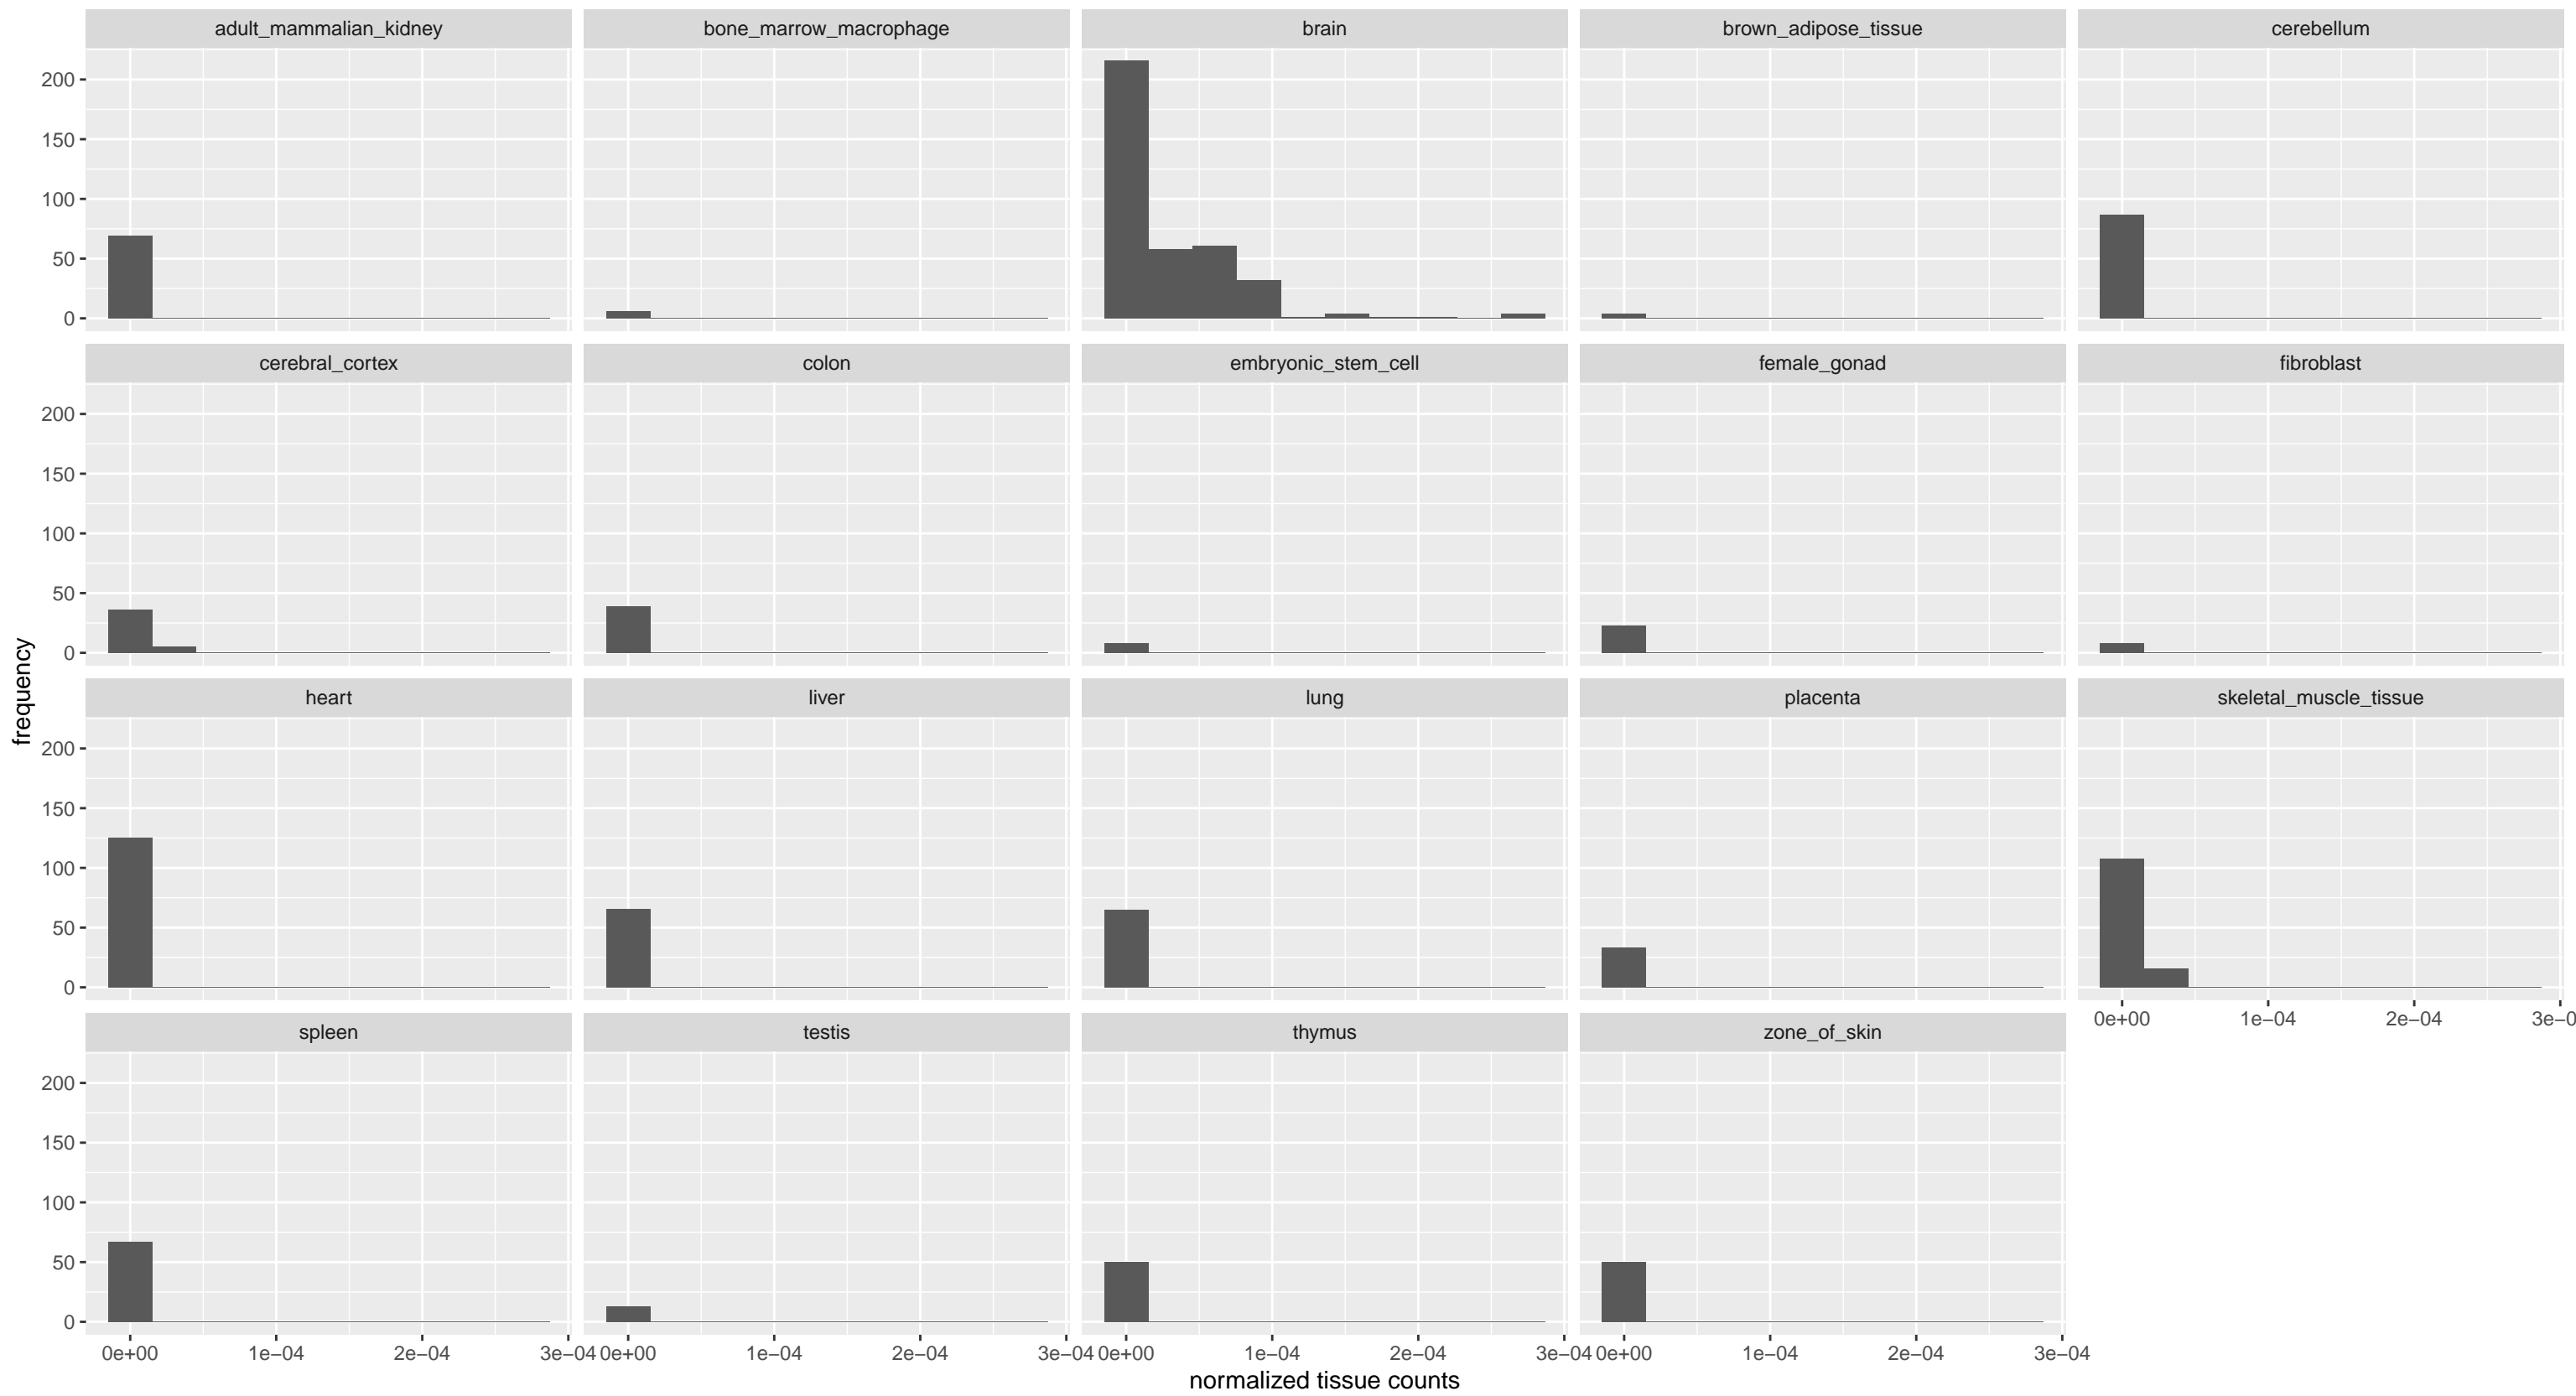 adult_mammalian_kidney bone_marrow_macrophage brain brown_adipose_tissue cerebellum
200
150
100
50
0
cerebral_cortex colon embryonic_stem_cell female_gonad fibroblast
200
150
100
50
0
frequency
heart liver lung placenta skeletal_muscle_tissue
200
150
100
50
0
0e+00 1e−04 2e−04 3e−0
spleen testis thymus zone_of_skin
200
150
100
50
0
0e+00 1e−04 2e−04 3e−04 0e+00 1e−04 2e−04 3e−04 0e+00 1e−04 2e−04 3e−04 0e+00 1e−04 2e−04 3e−04
normalized tissue counts